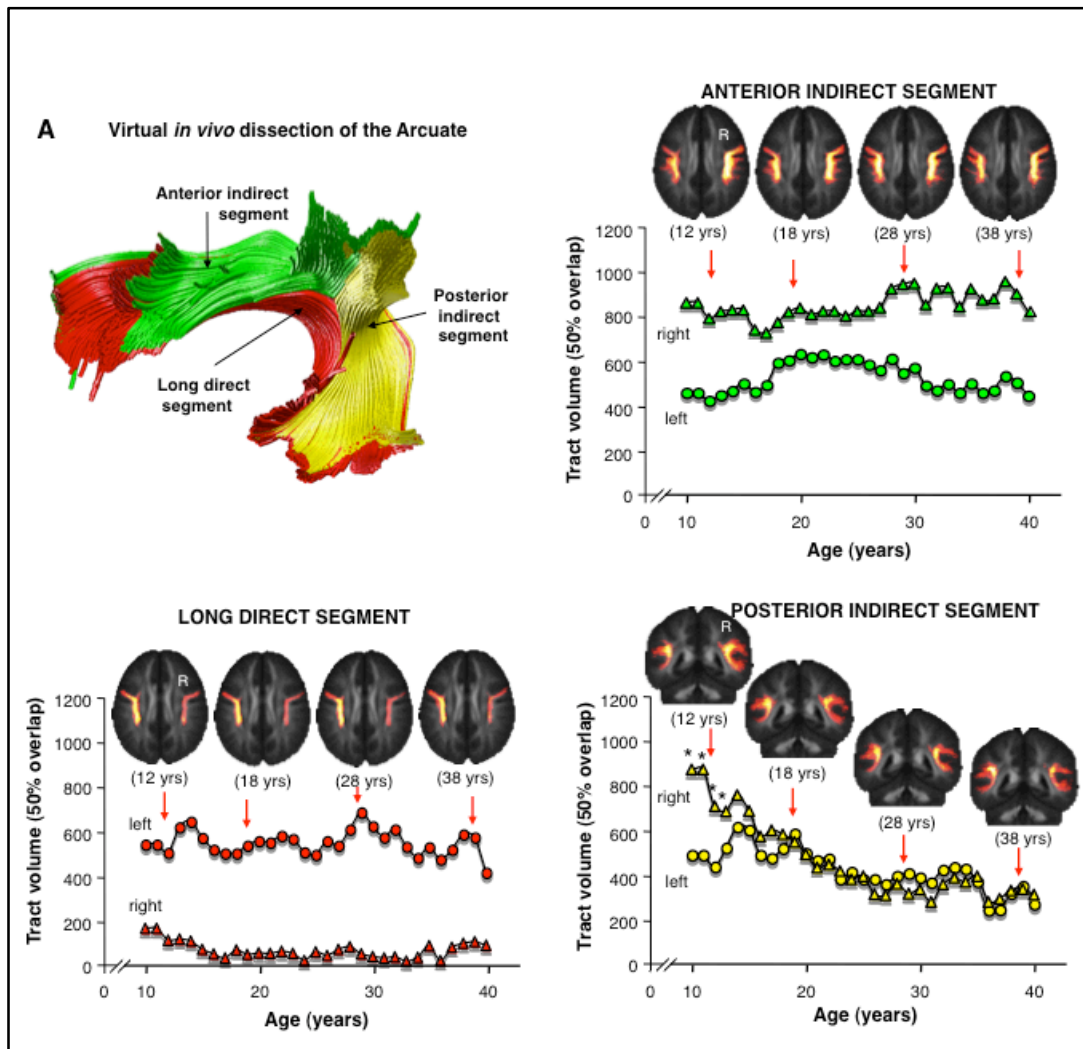 A
Virtual in vivo dissection of the Arcuate
Anterior indirect
segment
Posterior
indirect
segment
Long direct
segment
ANTERIOR INDIRECT SEGMENT
R
(12 yrs)
(18 yrs)
(28 yrs)
(38 yrs)
Tract volume (50% overlap)
1200
1000
800
600
400
200
0
right
left
0
10
20
30
40
Age (years)
LONG DIRECT SEGMENT
R
(12 yrs)
(18 yrs)
(28 yrs)
(38 yrs)
Tract volume (50% overlap)
1200
1000
800
600
400
200
0
left
right
0
10
20
30
40
Age (years)
POSTERIOR INDIRECT SEGMENT
R
(12 yrs)
(18 yrs)
(28 yrs)
(38 yrs)
Tract volume (50% overlap)
1200
1000
800
600
400
200
0
* *
* *
right
left
0
10
20
30
40
Age (years)